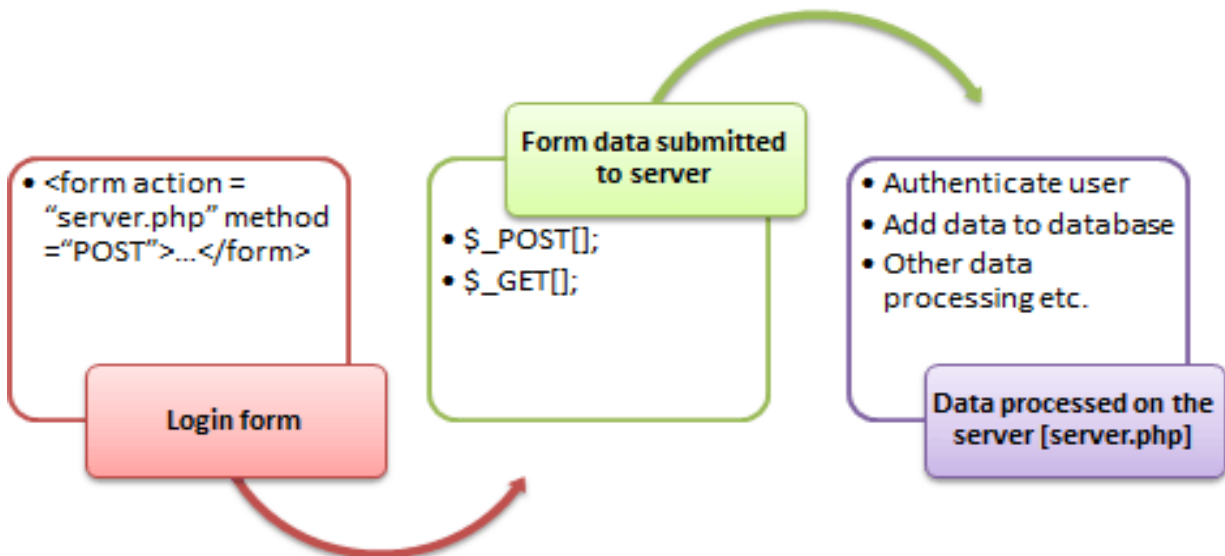 • <form action =
“server.php” method
=“POST”>...</form>
Login form
Form data submitted
to server
• $_POST[];
• $_GET[];
• Authenticate user
• Add data to database
• Other data
processing etc.
Data processed on the
server [server.php]